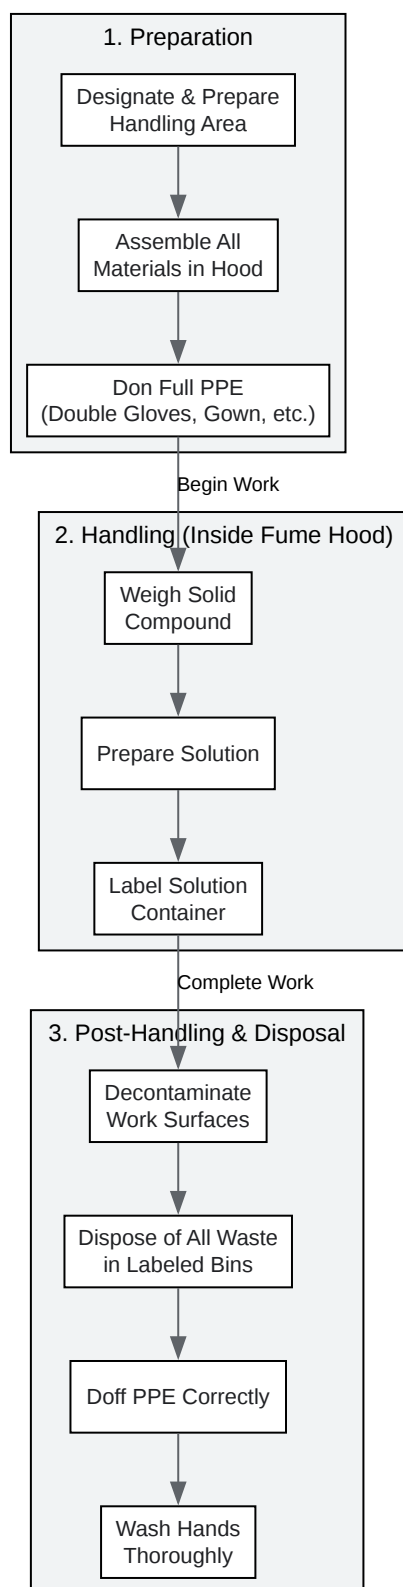 1. Preparation
Designate & Prepare
Handling Area
Assemble All
Materials in Hood
Don Full PPE
(Double Gloves, Gown, etc.)
Begin Work
2. Handling (Inside Fume Hood)
Weigh Solid
Compound
Prepare Solution
Label Solution
Container
Complete Work
3. Post-Handling & Disposal
Decontaminate
Work Surfaces
Dispose of All Waste
in Labeled Bins
Doff PPE Correctly
Wash Hands
Thoroughly